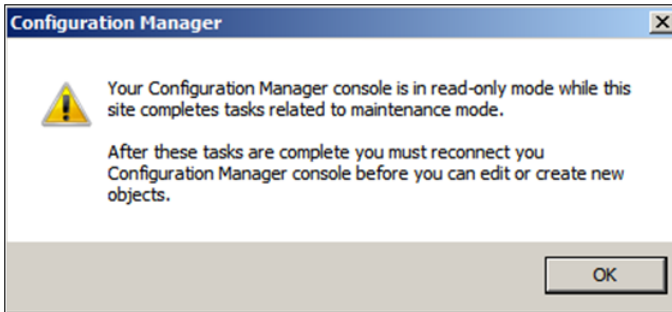 Configuration Manager
Your Configuration Manager console is in read-only mode while this
site completes tasks related to maintenance mode.
After these tasks are complete you must reconnect you
Configuration Manager console before you can edit or create new
objects.
OK